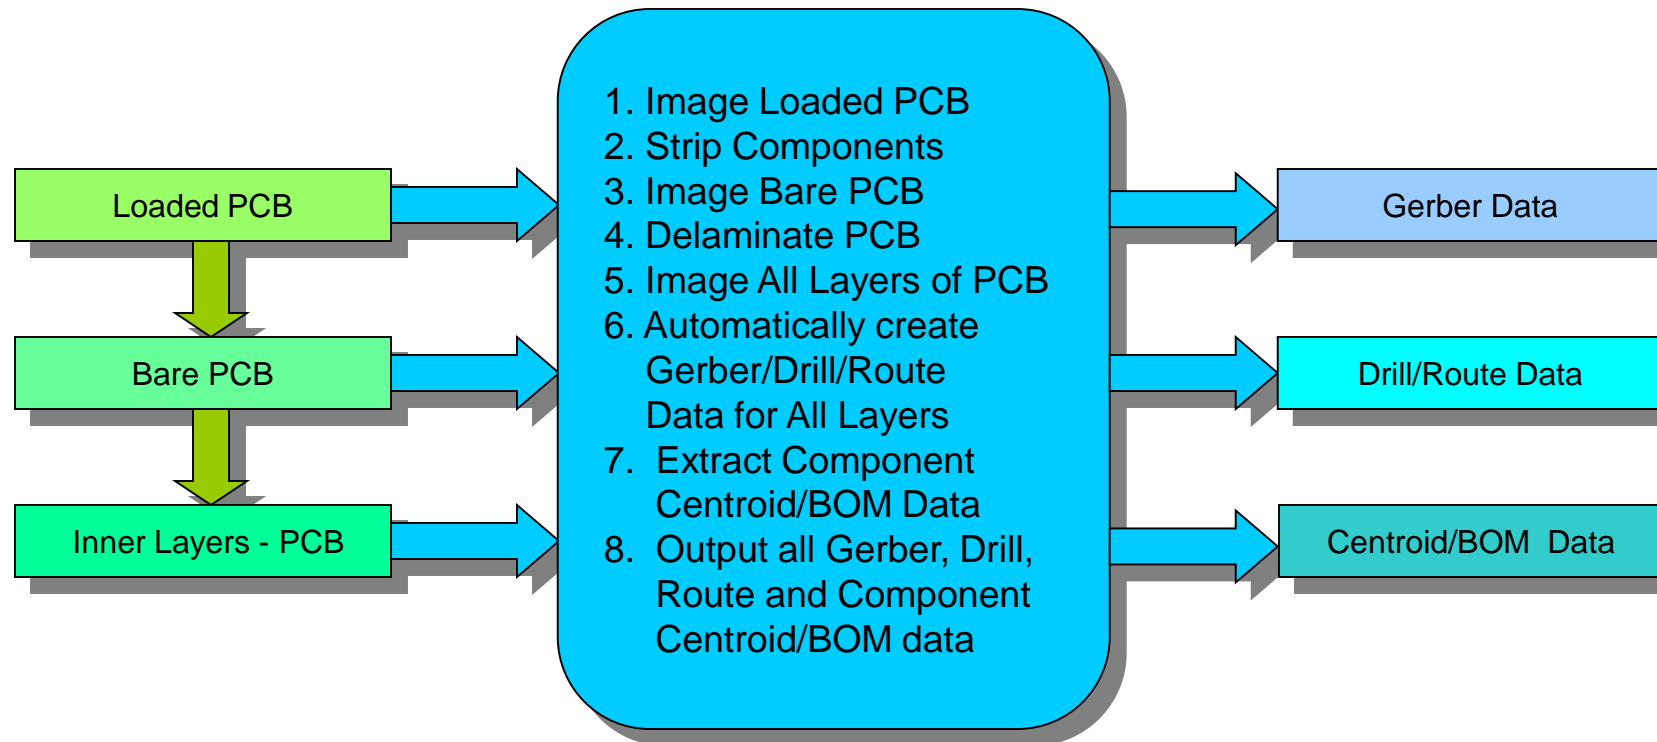 Loaded PCB
Bare PCB
Inner Layers - PCB
1. Image Loaded PCB
2. Strip Components
3. Image Bare PCB
4. Delaminate PCB
5. Image All Layers of PCB
6. Automatically create
Gerber/Drill/Route
Data for All Layers
7. Extract Component
Centroid/BOM Data
8. Output all Gerber, Drill,
Route and Component
Centroid/BOM data
Gerber Data
Drill/Route Data
Centroid/BOM Data